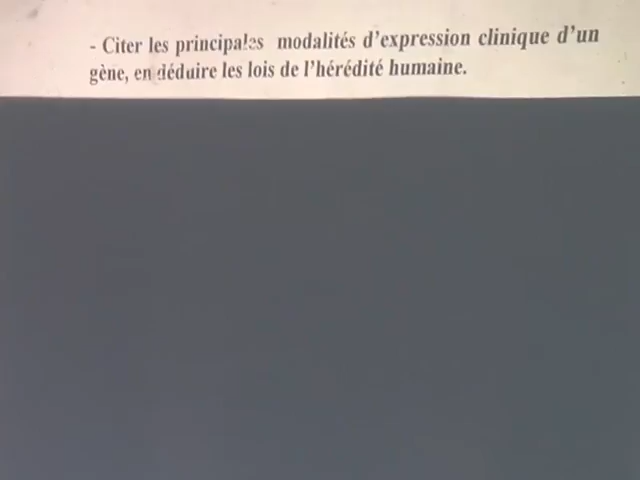 - Citer les principales modalités d'expression clinique d'un
gène, en déduire les lois de l'hérédité humaine.